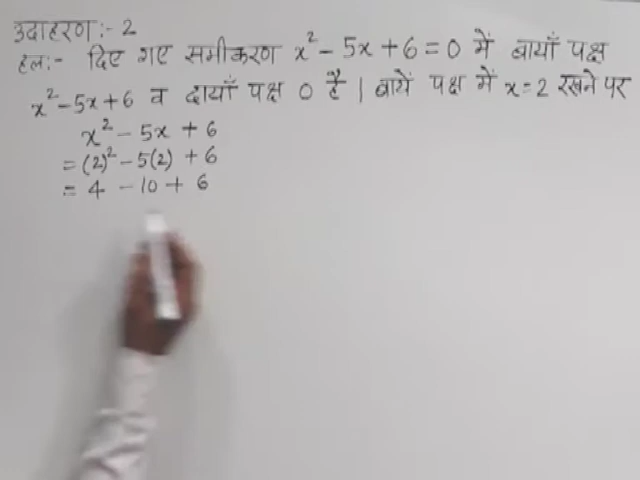 उदाहरण:- 2
हल:- दिए गए समीकरण x² - 5x + 6 = 0 में बायाँ पक्ष
x² - 5x + 6 व दायाँ पक्ष 0 है । बायें पक्ष में x = 2 रखने पर
x² - 5x + 6
= (2)² - 5(2) + 6
= 4 - 10 + 6